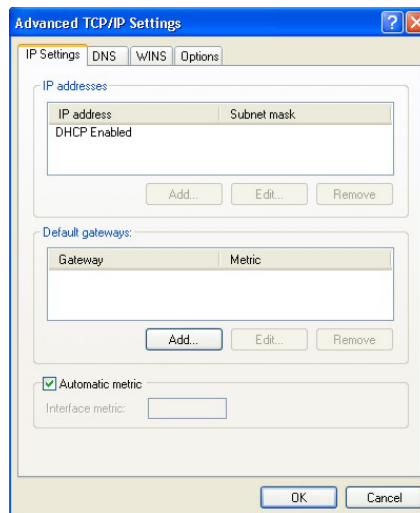 Advanced TCP/IP Settings
IP Settings DNS WINS Options
IP addresses
IP address Subnet mask
DHCP Enabled
Add... Edit... Remove
Default gateways:
Gateway Metric
Add... Edit... Remove
Automatic metric
Interface metric:
OK Cancel